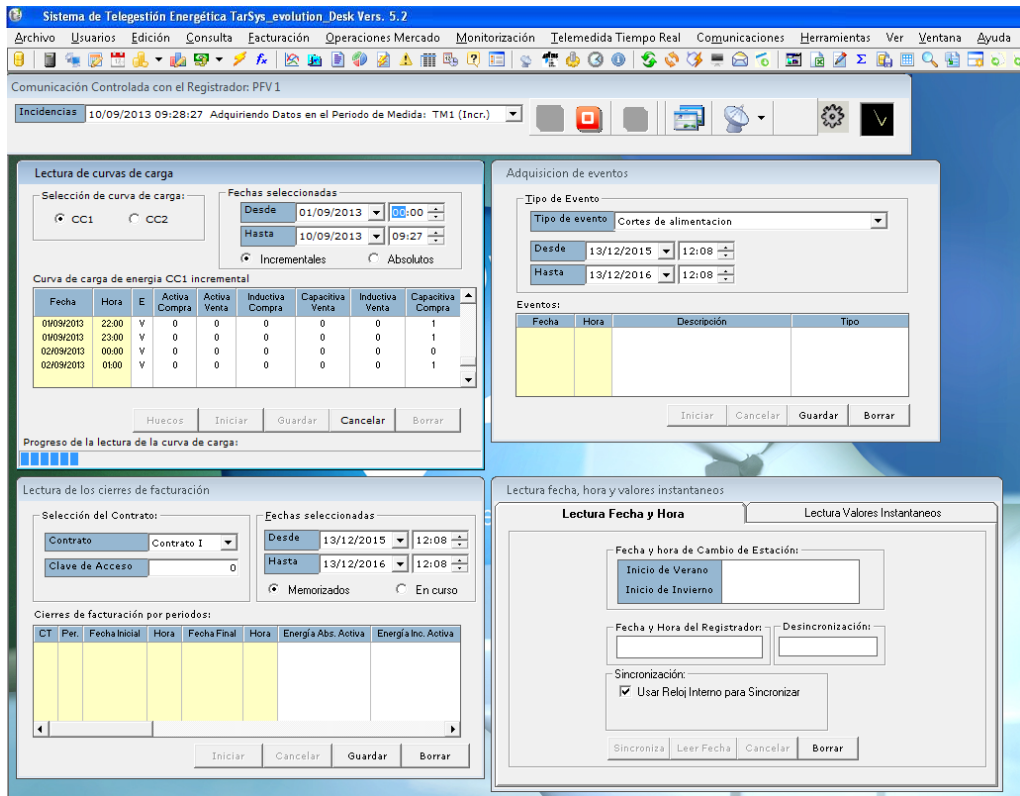 Sistema de Telegestión Energética TarSys_evolution_Desk Vers. 5.2
Archivo Usuarios Edición Consulta Facturación Operaciones Mercado Monitorización Telemedida Tiempo Real Comunicaciones Herramientas Ver Ventana Ayuda
Comunicación Controlada con el Registrador: PFV 1
Incidencias 10/09/2013 09:28:27 Adquiriendo Datos en el Periodo de Medida: TM1 (Incr.)
Lectura de curvas de carga
Selección de curva de carga:
CC1 CC2
Fechas seleccionadas
Desde 01/09/2013 00:00
Hasta 10/09/2013 09:27
Incrementales Absolutos
Curva de carga de energia CC1 incremental
Fecha Hora E Activa Compra Activa Venta Inductiva Compra Capacitiva Venta Inductiva Venta Capacitiva Compra
01/09/2013 22:00 V 0 0 0 0 0 1
01/09/2013 23:00 V 0 0 0 0 0 1
02/09/2013 00:00 V 0 0 0 0 0 0
02/09/2013 01:00 V 0 0 0 0 0 1
Huecos Iniciar Guardar Cancelar Borrar
Progreso de la lectura de la curva de carga:
Adquisicion de eventos
Tipo de Evento
Tipo de evento Cortes de alimentacion
Desde 13/12/2015 12:08
Hasta 13/12/2016 12:08
Eventos:
Fecha Hora Descripción Tipo
Iniciar Cancelar Guardar Borrar
Lectura de los cierres de facturación
Selección del Contrato:
Contrato Contrato I
Clave de Acceso 0
Fechas seleccionadas
Desde 13/12/2015 12:08
Hasta 13/12/2016 12:08
Memorizados En curso
Cierres de facturación por periodos:
CT Per. Fecha Inicial Hora Fecha Final Hora Energía Abs. Activa Energía Inc. Activa
Iniciar Cancelar Guardar Borrar
Lectura fecha, hora y valores instantaneos
Lectura Fecha y Hora Lectura Valores Instantaneos
Fecha y hora de Cambio de Estación:
Inicio de Verano
Inicio de Invierno
Fecha y Hora del Registrador: Desincronización:
Sincronización:
Usar Reloj Interno para Sincronizar
Sincroniza Leer Fecha Cancelar Borrar